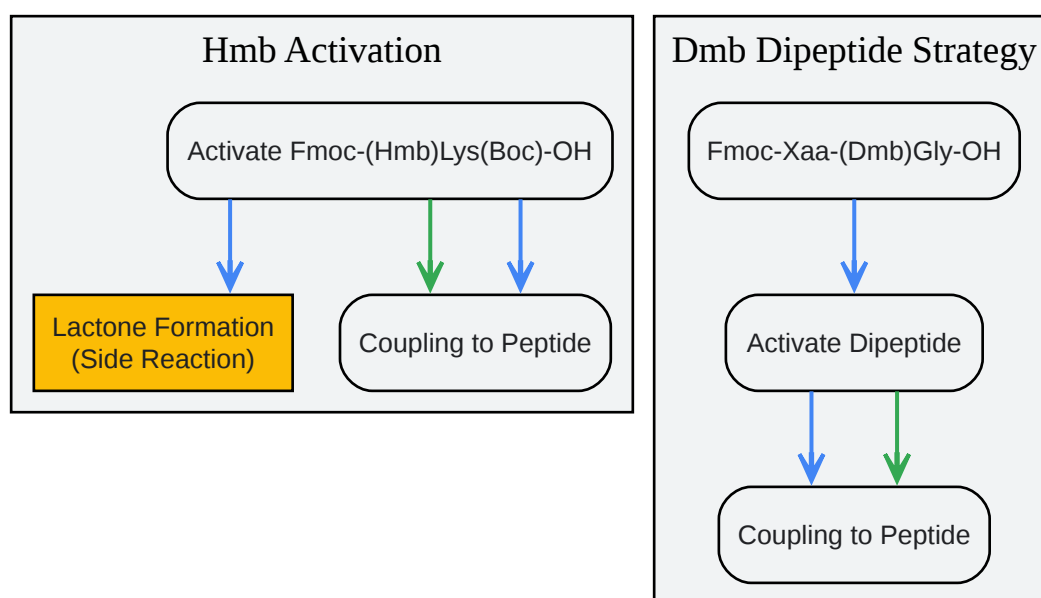 Hmb Activation
Activate Fmoc-(Hmb)Lys(Boc)-OH
Lactone Formation
(Side Reaction)
Coupling to Peptide
Dmb Dipeptide Strategy
Fmoc-Xaa-(Dmb)Gly-OH
Activate Dipeptide
Coupling to Peptide